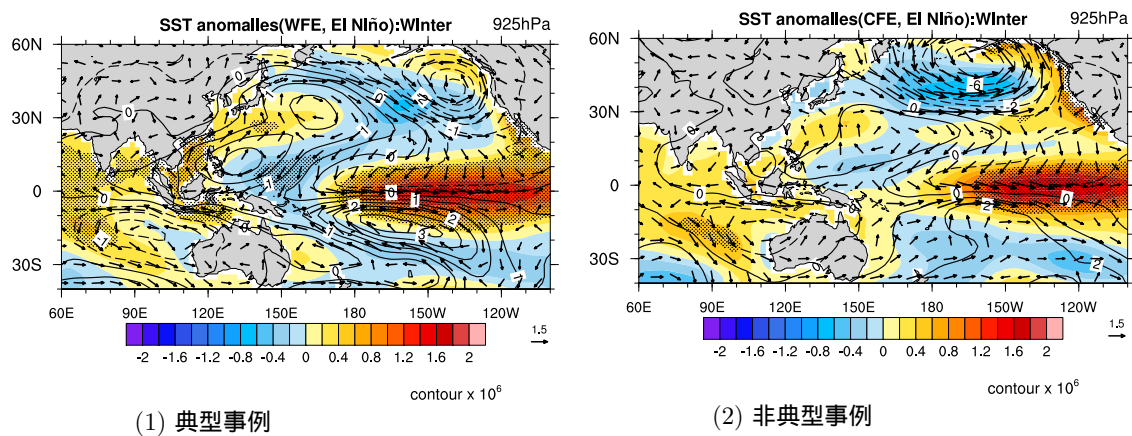 SST anomalIes(WFE, El Niño):WInter 925hPa
60N
30N
0
30S
60E 90E 120E 150E 180 150W 120W
-2 -1.6 -1.2 -0.8 -0.4 0 0.4 0.8 1.2 1.6 2
1.5
contour x 10⁶
(1) 典型事例
SST anomalIes(CFE, El Niño):WInter 925hPa
60N
30N
0
30S
60E 90E 120E 150E 180 150W 120W
-2 -1.6 -1.2 -0.8 -0.4 0 0.4 0.8 1.2 1.6 2
1.5
contour x 10⁶
(2) 非典型事例